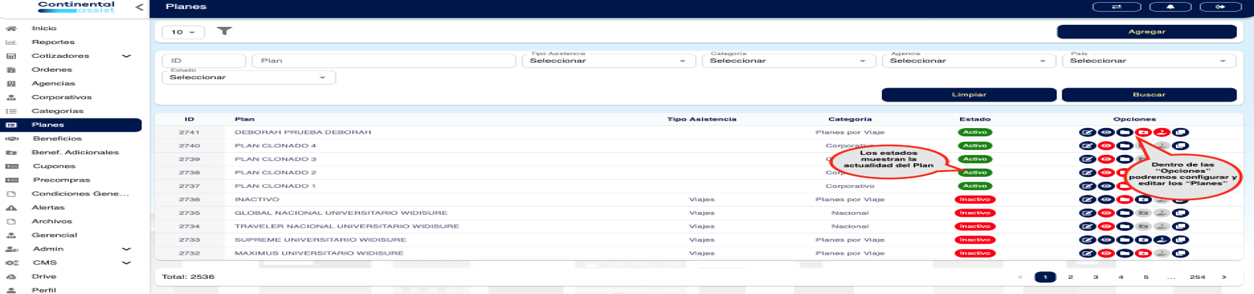 Continental
assist
Planes
Inicio
Reportes
Cotizadores
Ordenes
Agencias
Corporativos
Categorías
Planes
Beneficios
Benef. Adicionales
Cupones
Precompras
Condiciones Gene...
Alertas
Archivos
Gerencial
Admin
CMS
Drive
Perfil
10
Agregar
ID
Plan
Tipo Asistencia
Seleccionar
Categoría
Seleccionar
Agencia
Seleccionar
País
Seleccionar
Estado
Seleccionar
Limpiar
Buscar
ID Plan Tipo Asistencia Categoría Estado Opciones
2741 DEBORAH PRUEBA DEBORAH Planes por Viaje Activo
2740 PLAN CLONADO 4 Activo
2739 PLAN CLONADO 3 Activo
2738 PLAN CLONADO 2 Activo
2737 PLAN CLONADO 1 Corporativo Activo
2736 INACTIVO Viajes Planes por Viaje Inactivo
2735 GLOBAL NACIONAL UNIVERSITARIO WIDISURE Viajes Nacional Inactivo
2734 TRAVELER NACIONAL UNIVERSITARIO WIDISURE Viajes Nacional Inactivo
2733 SUPREME UNIVERSITARIO WIDISURE Viajes Planes por Viaje Inactivo
2732 MAXIMUS UNIVERSITARIO WIDISURE Viajes Planes por Viaje Inactivo
Los estados
muestran la
actualidad del Plan
Dentro de las
"Opciones"
podremos configurar y
editar los "Planes"
Total: 2536
< 1 2 3 4 5 ... 254 >